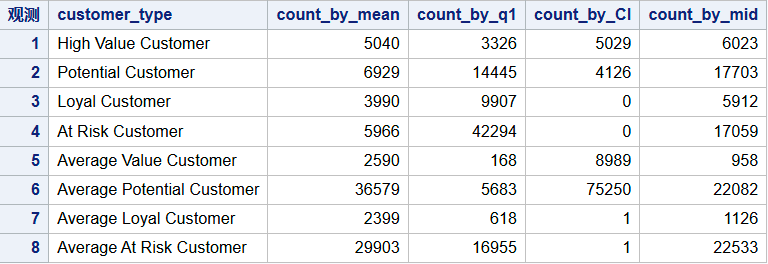 观测 customer_type count_by_mean count_by_q1 count_by_CI count_by_mid
1 High Value Customer 5040 3326 5029 6023
2 Potential Customer 6929 14445 4126 17703
3 Loyal Customer 3990 9907 0 5912
4 At Risk Customer 5966 42294 0 17059
5 Average Value Customer 2590 168 8989 958
6 Average Potential Customer 36579 5683 75250 22082
7 Average Loyal Customer 2399 618 1 1126
8 Average At Risk Customer 29903 16955 1 22533